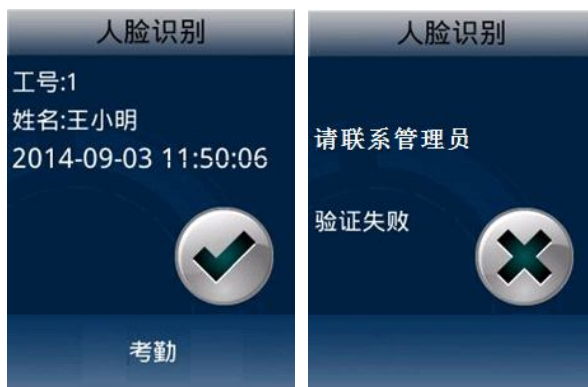 人脸识别
工号:1
姓名:王小明
2014-09-03 11:50:06
考勤
人脸识别
请联系管理员
验证失败